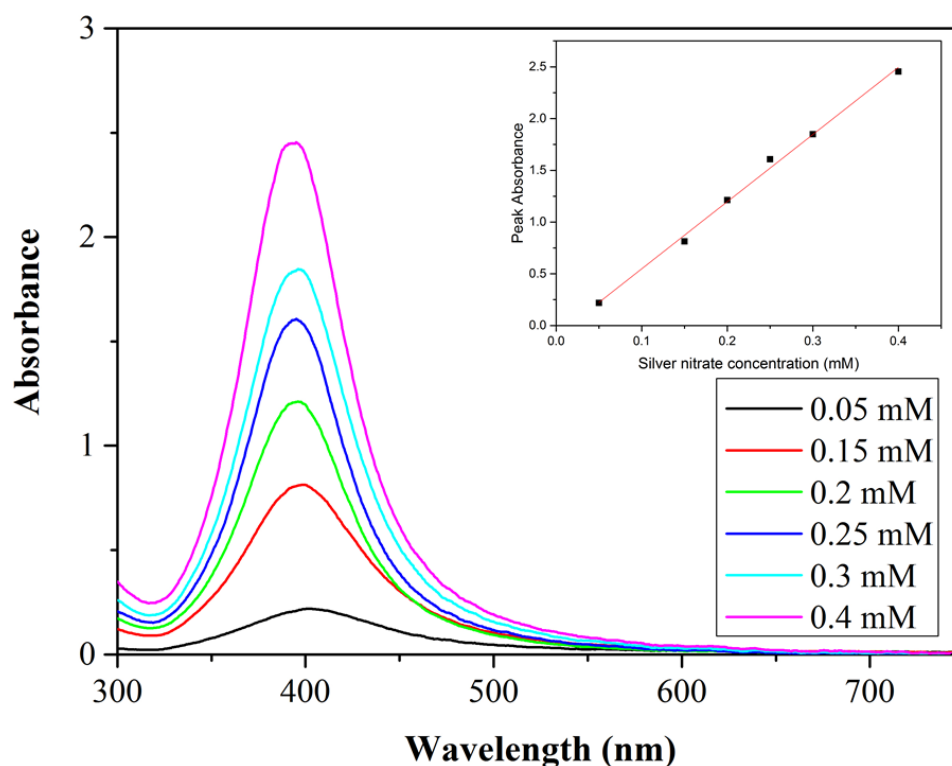 3
2
1
0
Absorbance
300
400
500
600
700
Wavelength (nm)
2.5
2.0
1.5
1.0
0.5
0.0
Peak Absorbance
0.0
0.1
0.2
0.3
0.4
Silver nitrate concentration (mM)
0.05 mM
0.15 mM
0.2 mM
0.25 mM
0.3 mM
0.4 mM